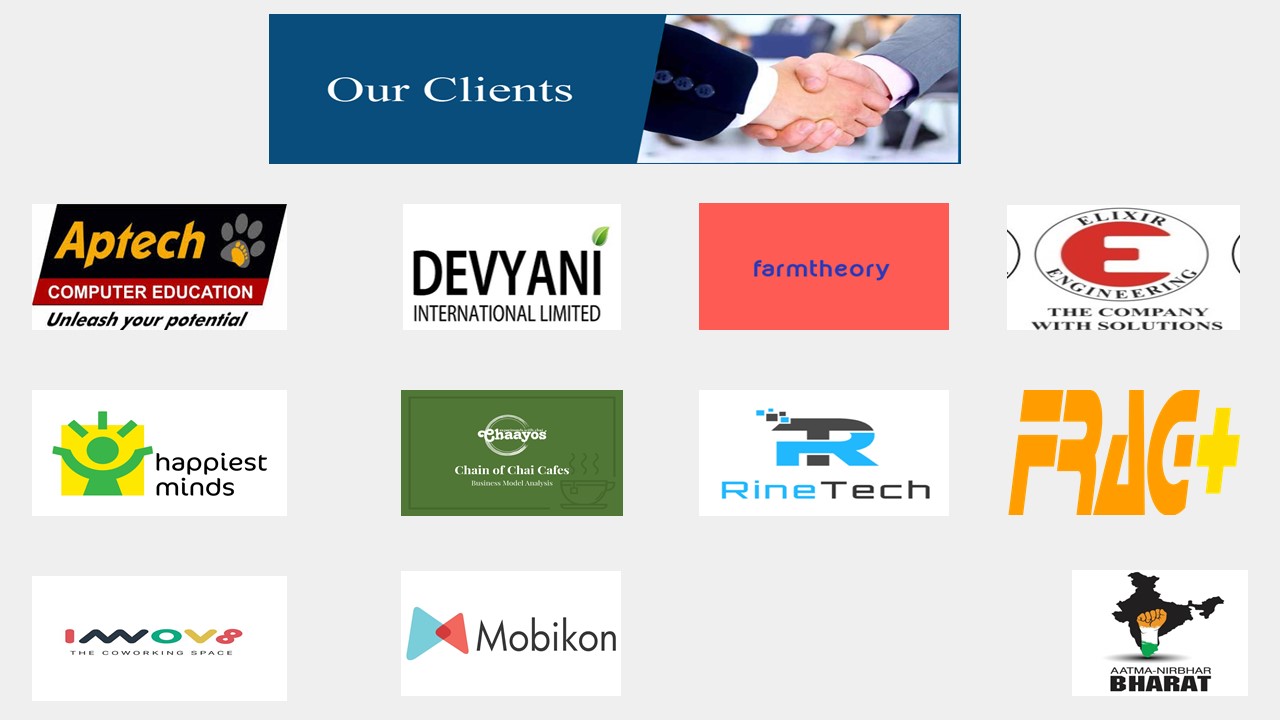 Our Clients
Aptech
COMPUTER EDUCATION
Unleash your potential
DEVYANI
INTERNATIONAL LIMITED
farmtheory
ELIXIR
E
ENGINEERING
THE COMPANY
WITH SOLUTIONS
happiest
minds
Chaayos
Chain of Chai Cafes
Business Model Analysis
RineTech
FRAG+
INNOV8
THE COWORKING SPACE
Mobikon
AATMA-NIRBHAR
BHARAT